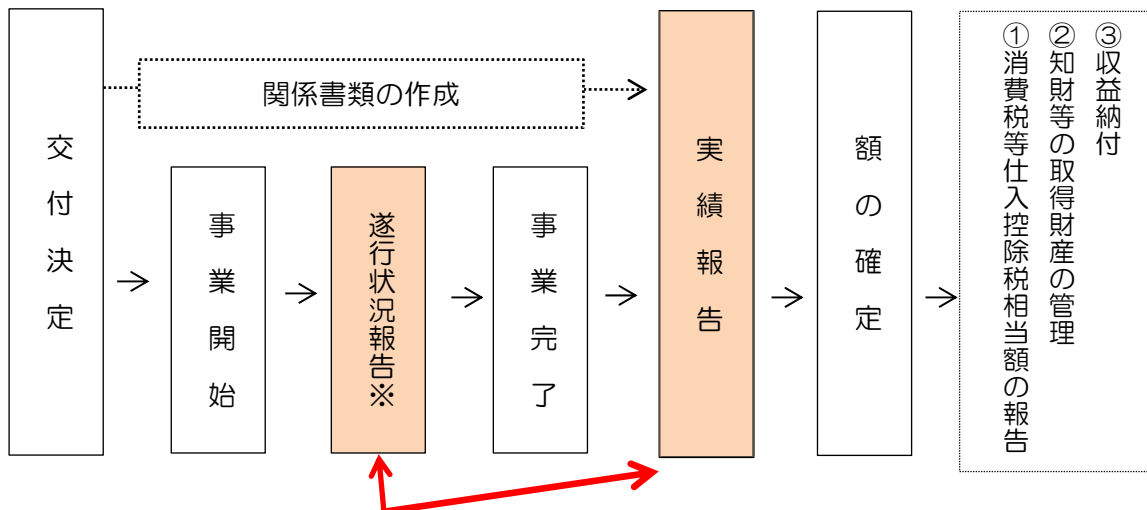 交付決定
関係書類の作成
事業開始
遂行状況報告※
事業完了
実績報告
額の確定
①消費税等仕入控除税相当額の報告
②知財等の取得財産の管理
③収益納付